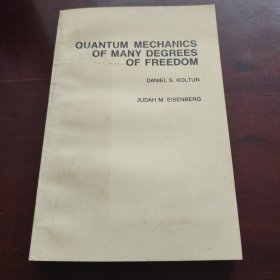 QUANTUM MECHANICS
OF MANY DEGREES
OF FREEDOM
DANIEL S. KOLTUN
JUDAH M. EISENBERG